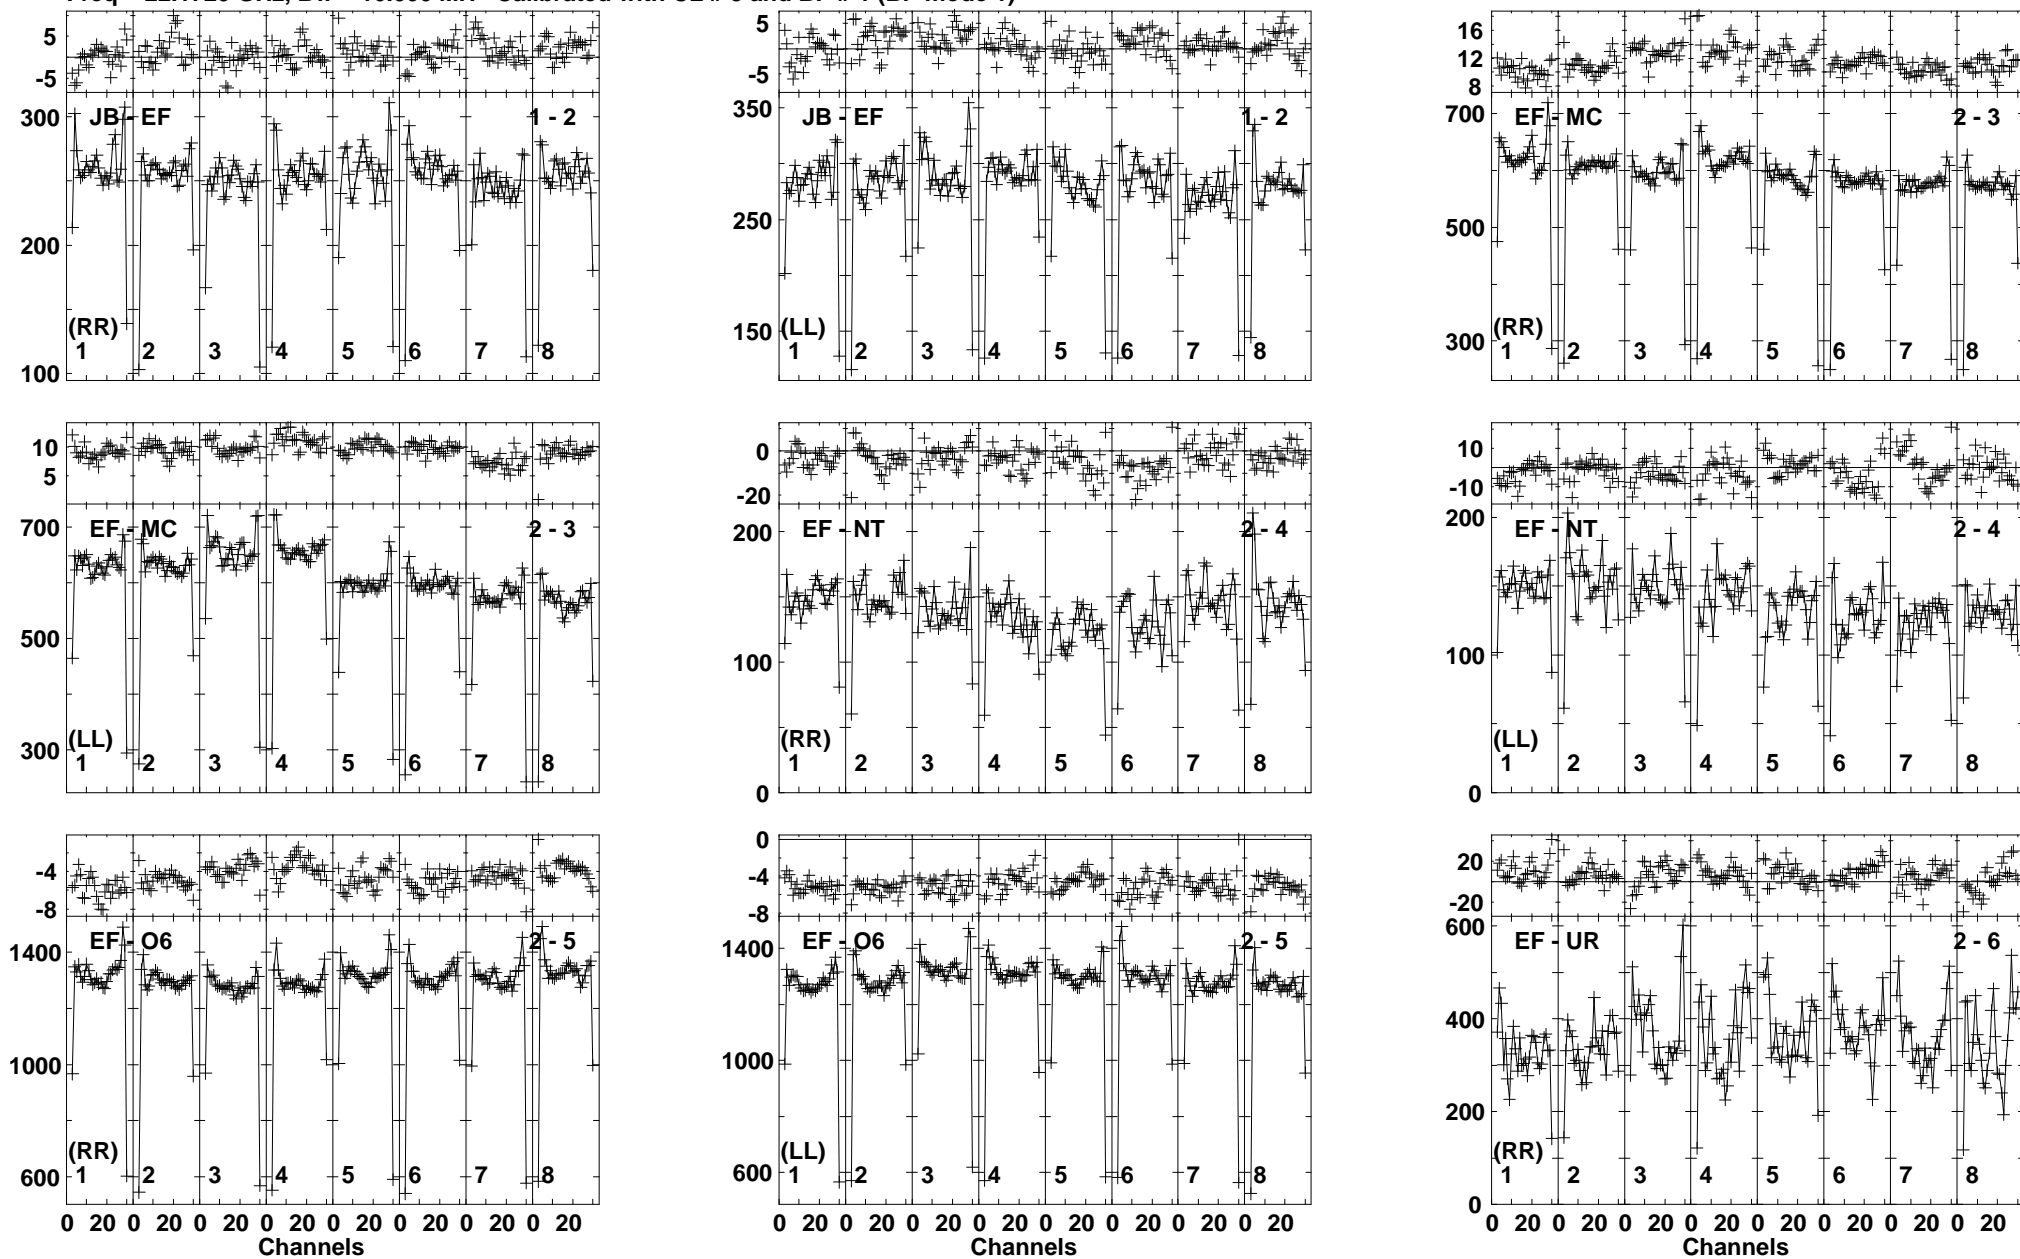 5 5 16
-5 -5 12
8
300 JB - EF 1 - 2 350 JB - EF 1 - 2 700 EF - MC 2 - 3
200 250 500
(RR) (LL) 150 (RR) 300
100 1 2 3 4 5 6 7 8 1 2 3 4 5 6 7 8 1 2 3 4 5 6 7 8
10 0 10
5 -20 -10
700 EF - MC 2 - 3 200 EF - NT 2 - 4 200 EF - NT 2 - 4
500 100 100
300 (LL) (RR) (LL)
1 2 3 4 5 6 7 8 1 2 3 4 5 6 7 8 1 2 3 4 5 6 7 8
0 0
-4 0 20
-8 -4 -20
-8
1400 EF - O6 2 - 5 1400 EF - O6 2 - 5 600 EF - UR 2 - 6
1000 1000 400
200
600 (RR) 600 (LL) (RR)
1 2 3 4 5 6 7 8 1 2 3 4 5 6 7 8 1 2 3 4 5 6 7 8
0
0 20 0 20 0 20 0 20 0 20 0 20 0 20 0 20 0 20 0 20 0 20 0 20 0 20 0 20 0 20 0 20 0 20 0 20 0 20 0 20 0 20 0 20 0 20 0 20
Channels Channels Channels